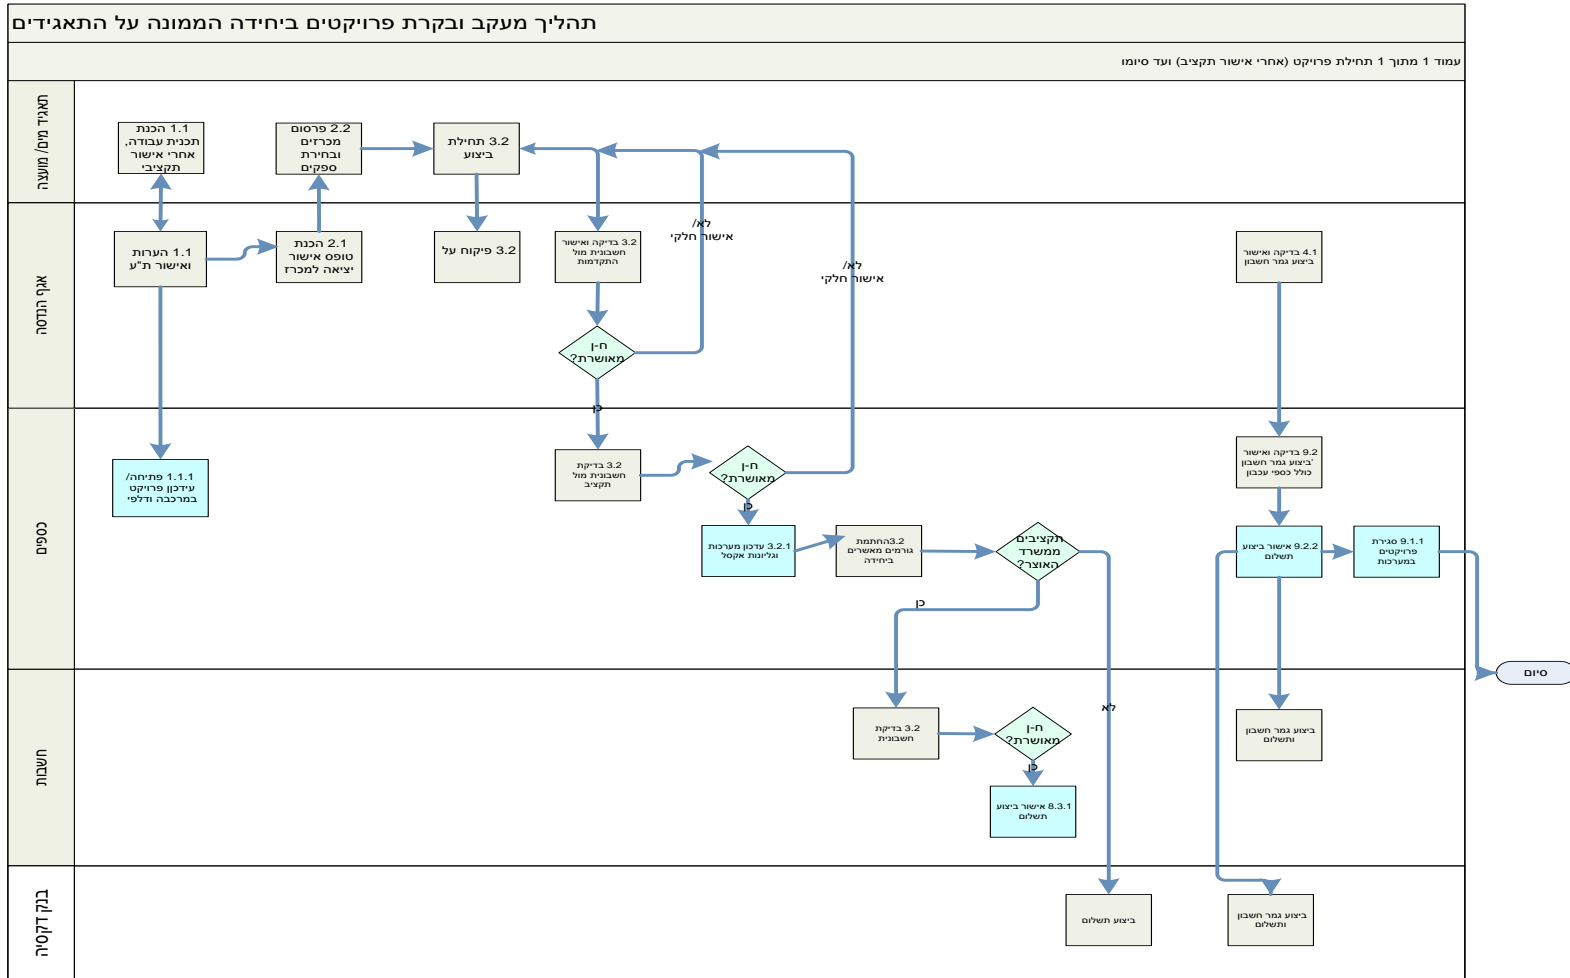 תהליך מעקב ובקרת פרויקטים ביחידה הממונה על התאגידים
עמוד 1 מתוך 1 תחילת פרויקט (אחרי אישור תקציב) ועד סיומו
תאגיד מים/ מועצה
1.1 הכנת
תכנית עבודה,
אחרי אישור
תקציבי
2.2 פרסום
מכרזים
ובחירת
ספקים
3.2 תחילת
ביצוע
אגף הנדסה
1.1 הערות
ואישור ת"ע
2.1 הכנת
טופס אישור
יציאה למכרז
3.2 פיקוח על
3.2 בדיקה ואישור
חשבונית מול
התקדמות
לא/
אישור חלקי
לא/
אישור חלקי
4.1 בדיקה ואישור
ביצוע גמר חשבון
ח-ן
מאושרת?
כן
כספים
1.1.1 פתיחה/
עידכןן פרויקט
במרכבה ודלפי
3.2 בדיקת
חשבונית מול
תקציב
ח-ן
מאושרת?
כן
9.2 בדיקה ואישור
ביצוע גמר חשבון'
כולל כספי עכבון
3.2.1 עדכון מערכות
וגליונות אקסל
3.2החתמת
גורמים מאשרים
ביחידה
תקציבים
ממשרד
האוצר?
כן
9.2.2 אישור ביצוע
תשלום
9.1.1 סגירת
פרויקטים
במערכות
סיום
חשבות
3.2 בדיקת
חשבונית
ח-ן
מאושרת?
כן
לא
ביצוע גמר חשבון
ותשלום
8.3.1 אישור ביצוע
תשלום
בנק דקסיה
ביצוע תשלום
ביצוע גמר חשבון
ותשלום